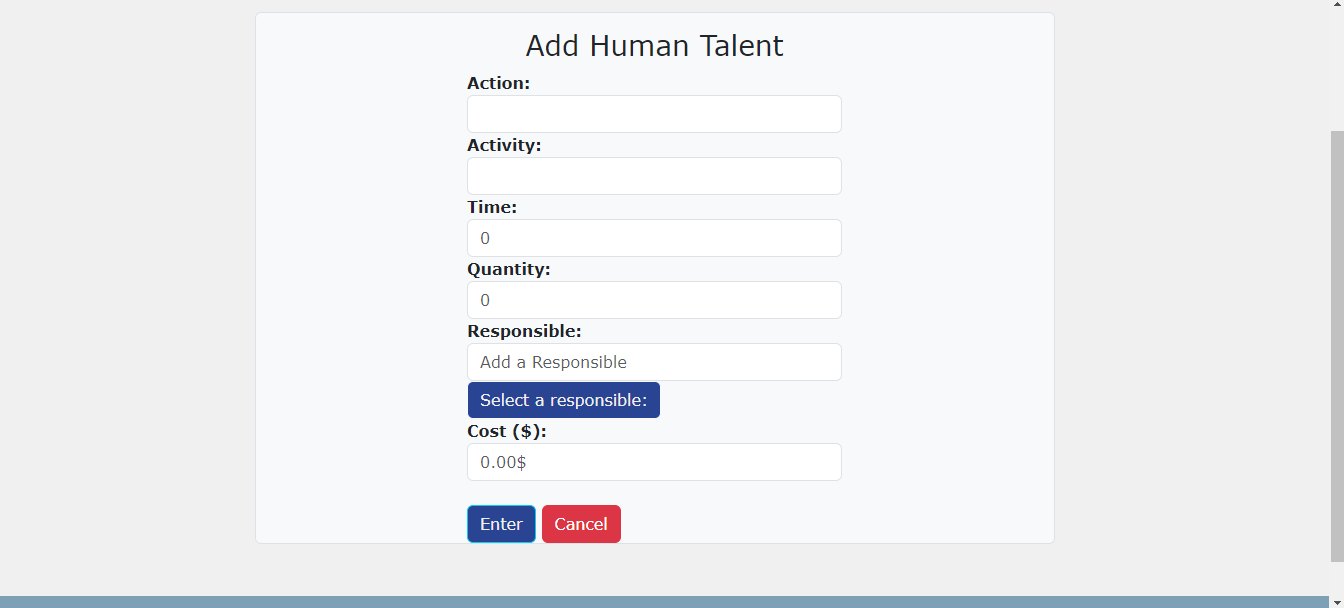 Add Human Talent
Action:
Activity:
Time:
0
Quantity:
0
Responsible:
Add a Responsible
Select a responsible:
Cost ($):
0.00$
Enter Cancel